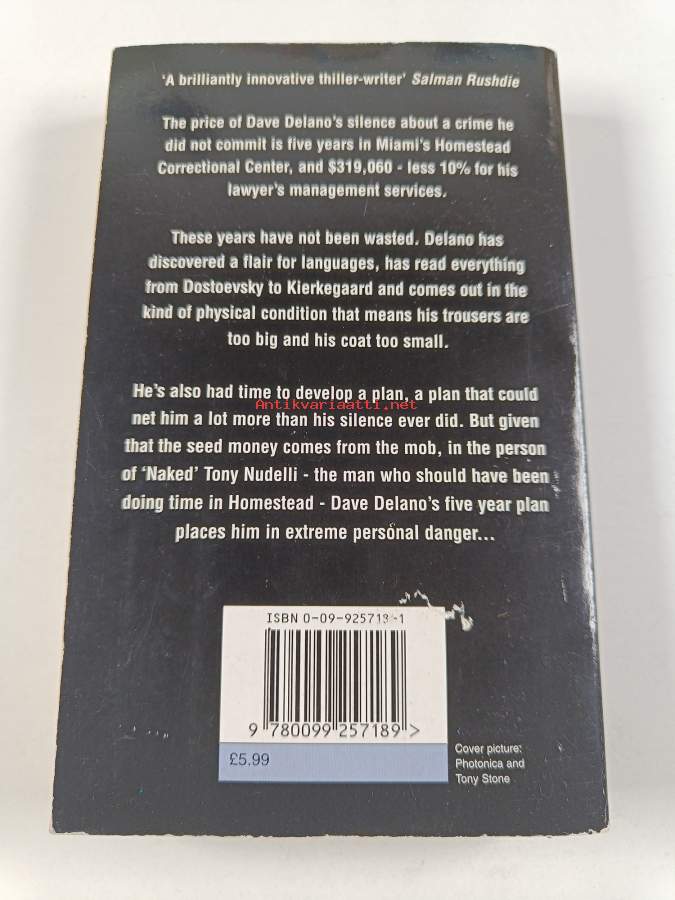 'A brilliantly innovative thiller-writer' Salman Rushdie
The price of Dave Delano's silence about a crime he
did not commit is five years in Miami's Homestead
Correctional Center, and $319,060 - less 10% for his
lawyer's management services.
These years have not been wasted. Delano has
discovered a flair for languages, has read everything
from Dostoevsky to Kierkegaard and comes out in the
kind of physical condition that means his trousers are
too big and his coat too small.
He's also had time to develop a plan, a plan that could
Antikvariaatti.net
net him a lot more than his silence ever did. But given
that the seed money comes from the mob, in the person
of 'Naked' Tony Nudelli - the man who should have been
doing time in Homestead - Dave Delano's five year plan
places him in extreme personal danger...
ISBN 0-09-925718-1
9 780099 257189 >
£5.99
Cover picture:
Photonica and
Tony Stone